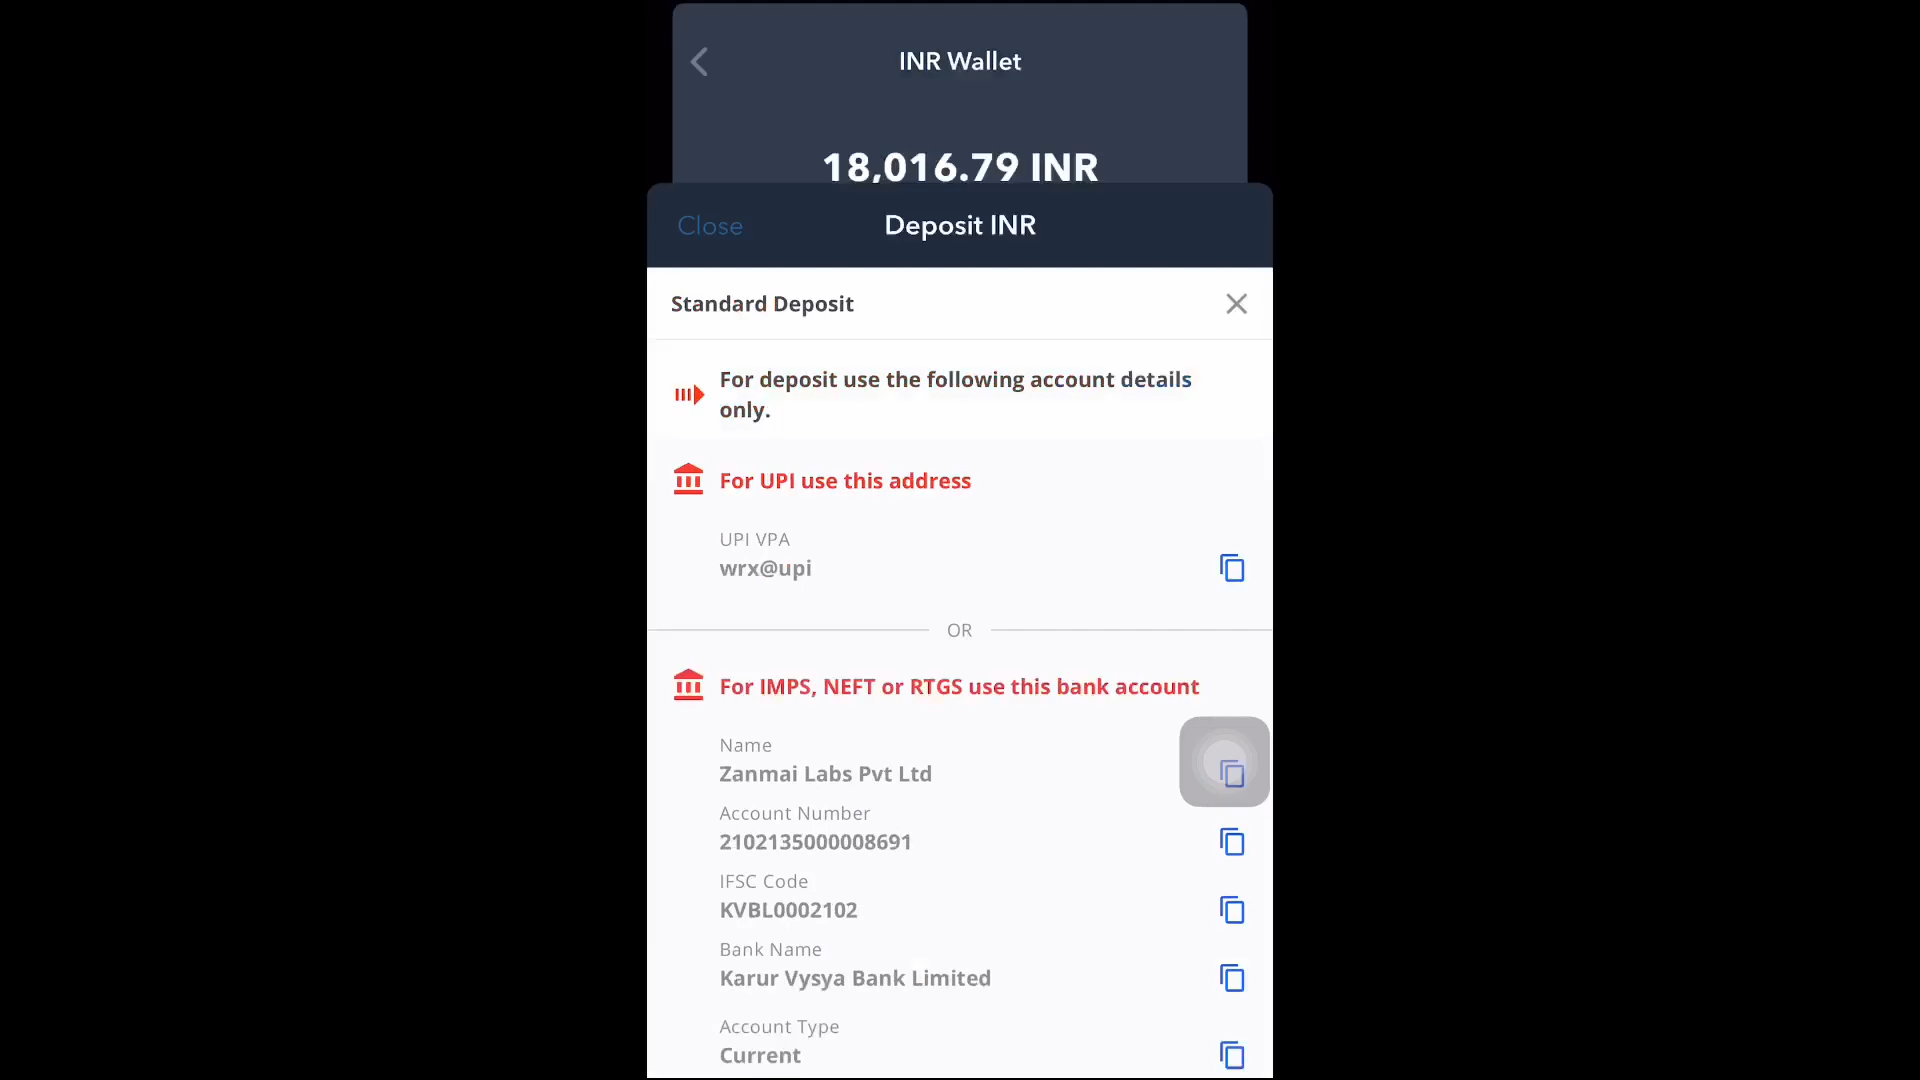 INR Wallet
18,016.79 INR
Close
Deposit INR
Standard Deposit
For deposit use the following account details
only.
For UPI use this address
UPI VPA
wrx@upi
OR
For IMPS, NEFT or RTGS use this bank account
Name
Zanmai Labs Pvt Ltd
Account Number
2102135000008691
IFSC Code
KVBL0002102
Bank Name
Karur Vysya Bank Limited
Account Type
Current